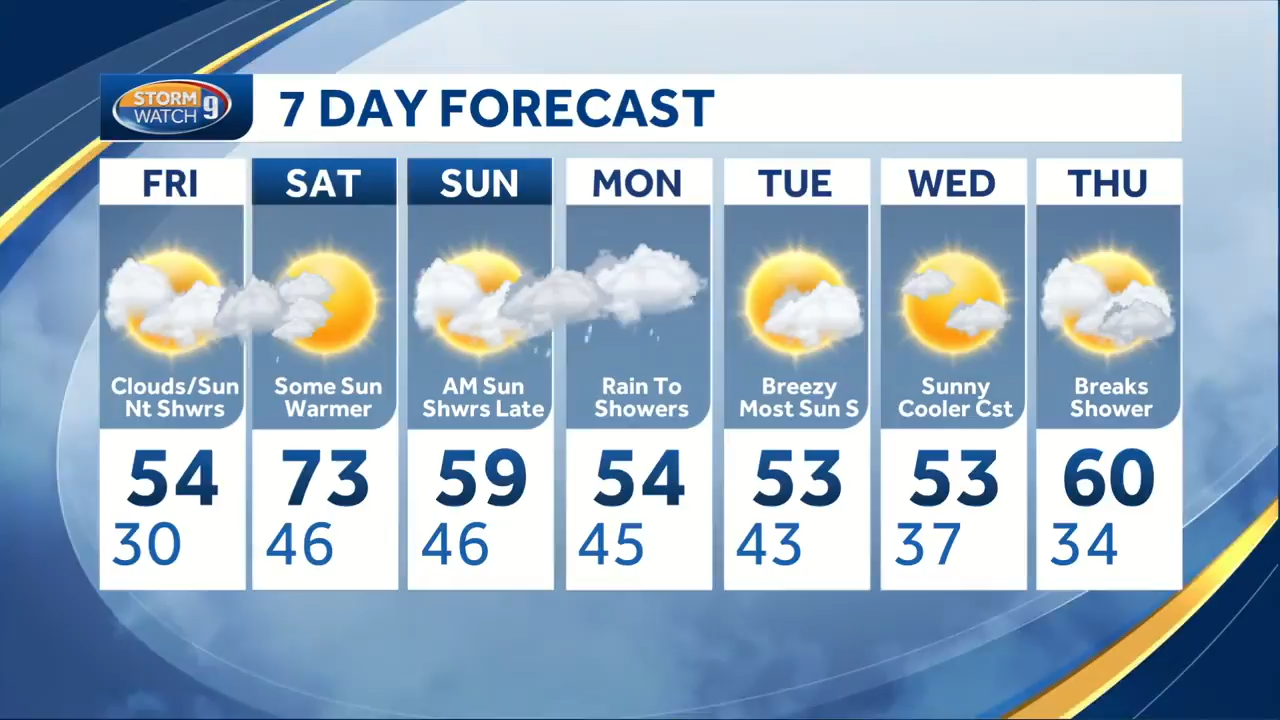 STORM
WATCH 9
7 DAY FORECAST
FRI
Clouds/Sun
Nt Shwrs
54
30
SAT
Some Sun
Warmer
73
46
SUN
AM Sun
Shwrs Late
59
46
MON
Rain To
Showers
54
45
TUE
Breezy
Most Sun S
53
43
WED
Sunny
Cooler Cst
53
37
THU
Breaks
Shower
60
34